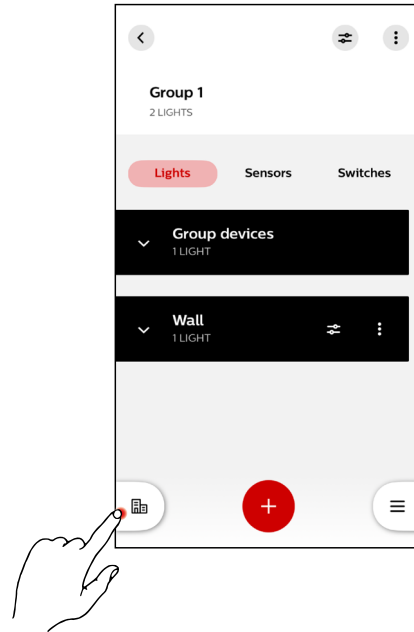 Group 1
2 LIGHTS
Lights Sensors Switches
Group devices
1 LIGHT
Wall
1 LIGHT